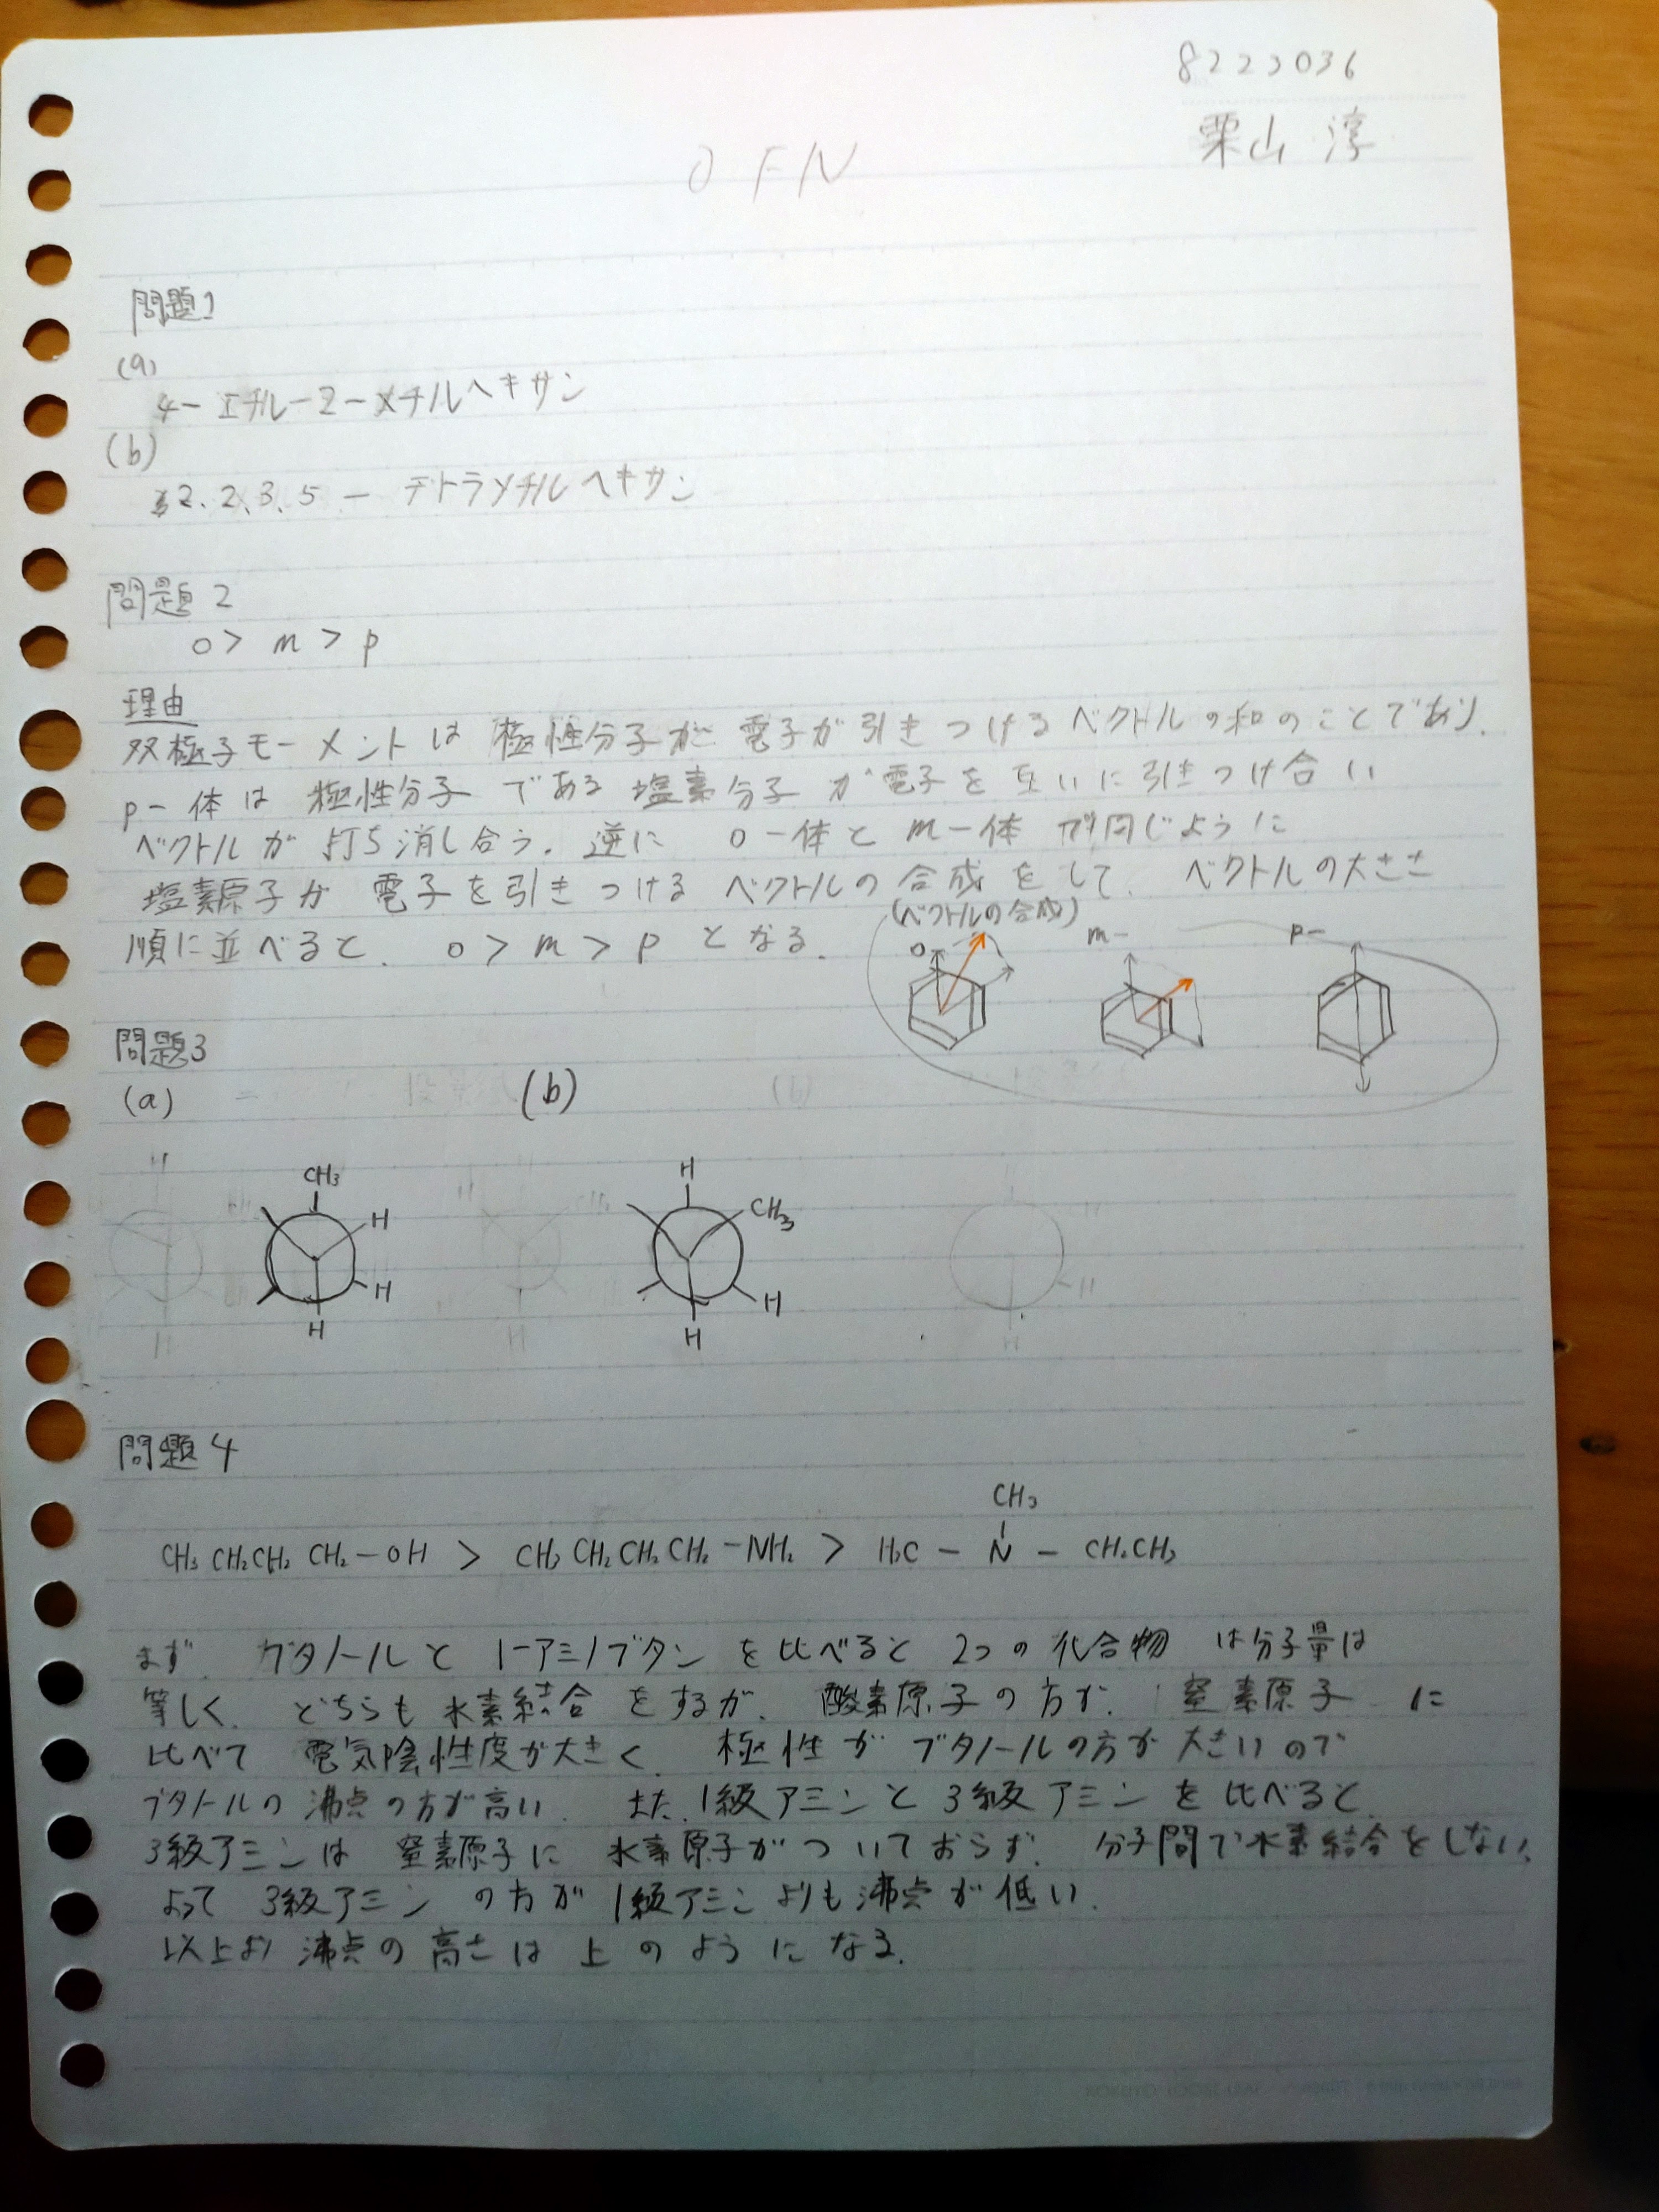 8223036
栗山 淳
OFN
問題1
(a)
4-エチル-2-メチルヘキサン
(b)
2、2、3、5 - テトラメチルヘキサン
問題2
o > m > p
理由
双極子モーメントは 極性分子が 電子が引きつけるベクトルの和のことであり、
p-体は 極性分子 である 塩素分子 が電子を互いに引きつけ合い
ベクトルが打ち消し合う. 逆に o-体と m-体 が同じように
塩素原子が 電子を引きつける ベクトルの 合成をして、 ベクトルの大きさ
順に並べると、 o > m > p となる.
(ベクトルの合成)
o-
m-
p-
問題3
(a)
(b)
CH3
H
H
H
H
CH3
H
H
問題4
CH3
CH3 CH2CH2 CH2-OH > CH3 CH2 CH2 CH2-NH2 > H3C - N - CH2CH3
まず、 ブタノールと 1-アミノブタン を比べると 2つの 化合物 は分子量は
等しく、 どちらも 水素結合 をするが、 酸素原子の方が、 窒素原子 に
比べて 電気陰性度が大きく、 極性が ブタノールの方が 大きいので
ブタノールの 沸点の方が高い. また、1級アミンと 3級アミン を比べると、
3級アミンは 窒素原子に 水素原子がついておらず、 分子間で水素結合をしない、
よって 3級アミン の方が 1級アミンよりも沸点が低い.
以上より 沸点の高さは 上のようになる.